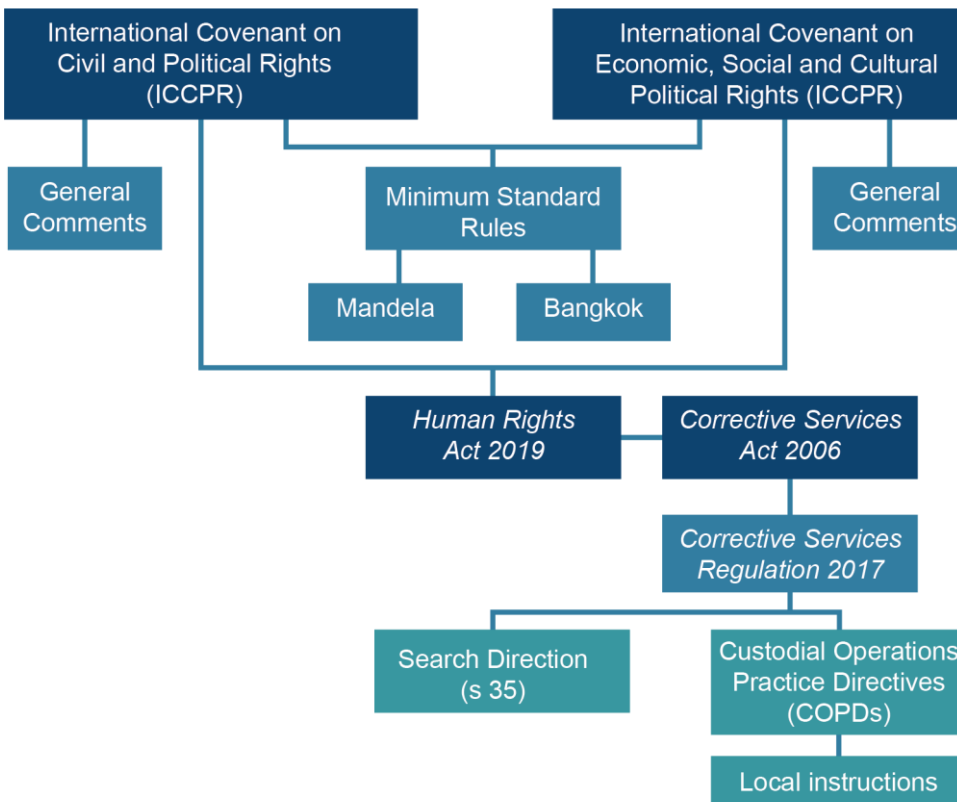 International Covenant on
Civil and Political Rights
(ICCPR)
International Covenant on
Economic, Social and Cultural
Political Rights (ICCPR)
General
Comments
Minimum Standard
Rules
General
Comments
Mandela
Bangkok
Human Rights
Act 2019
Corrective Services
Act 2006
Corrective Services
Regulation 2017
Search Direction
(s 35)
Custodial Operations
Practice Directives
(COPDs)
Local instructions